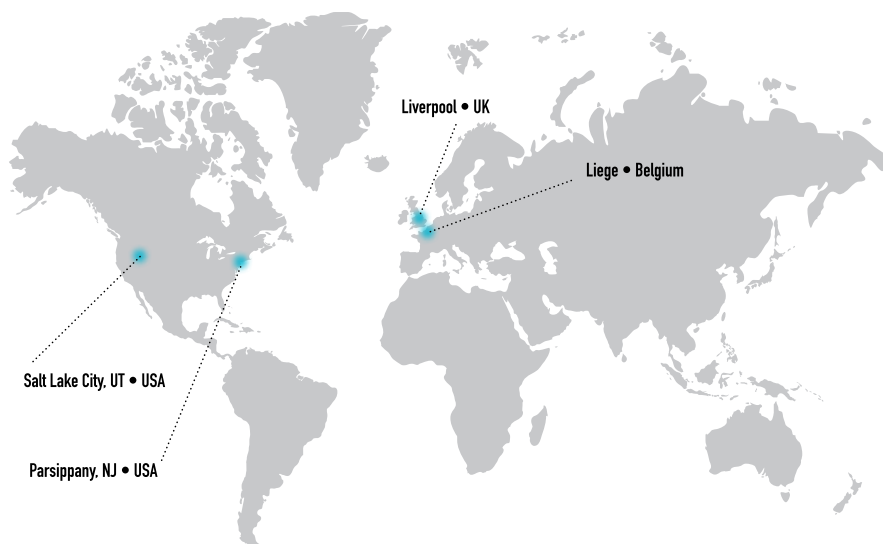 Liverpool • UK
Liege • Belgium
Salt Lake City, UT • USA
Parsippany, NJ • USA